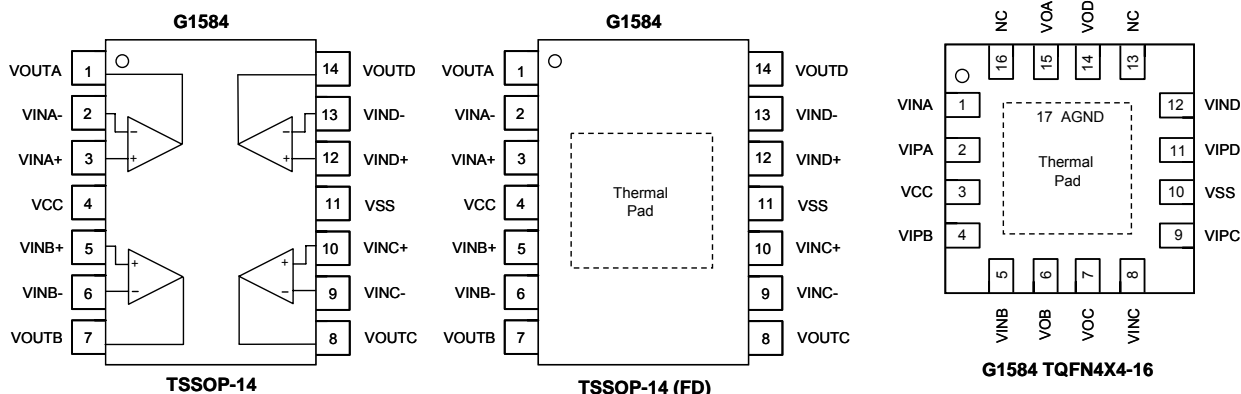 G1584
VOUTA 1 14 VOUTD
VINA- 2 - - 13 VIND-
VINA+ 3 + + 12 VIND+
VCC 4 11 VSS
VINB+ 5 + + 10 VINC+
VINB- 6 - - 9 VINC-
VOUTB 7 8 VOUTC
TSSOP-14
G1584
VOUTA 1 14 VOUTD
VINA- 2 13 VIND-
VINA+ 3 12 VIND+
VCC 4 11 VSS
VINB+ 5 10 VINC+
VINB- 6 9 VINC-
VOUTB 7 8 VOUTC
Thermal
Pad
TSSOP-14 (FD)
NC VOA VOD NC
16 15 14 13
VINA 1 12 VIND
VIPA 2 11 VIPD
VCC 3 10 VSS
VIPB 4 9 VIPC
17 AGND
Thermal
Pad
5 6 7 8
VINB VOB VOC VINC
G1584 TQFN4X4-16